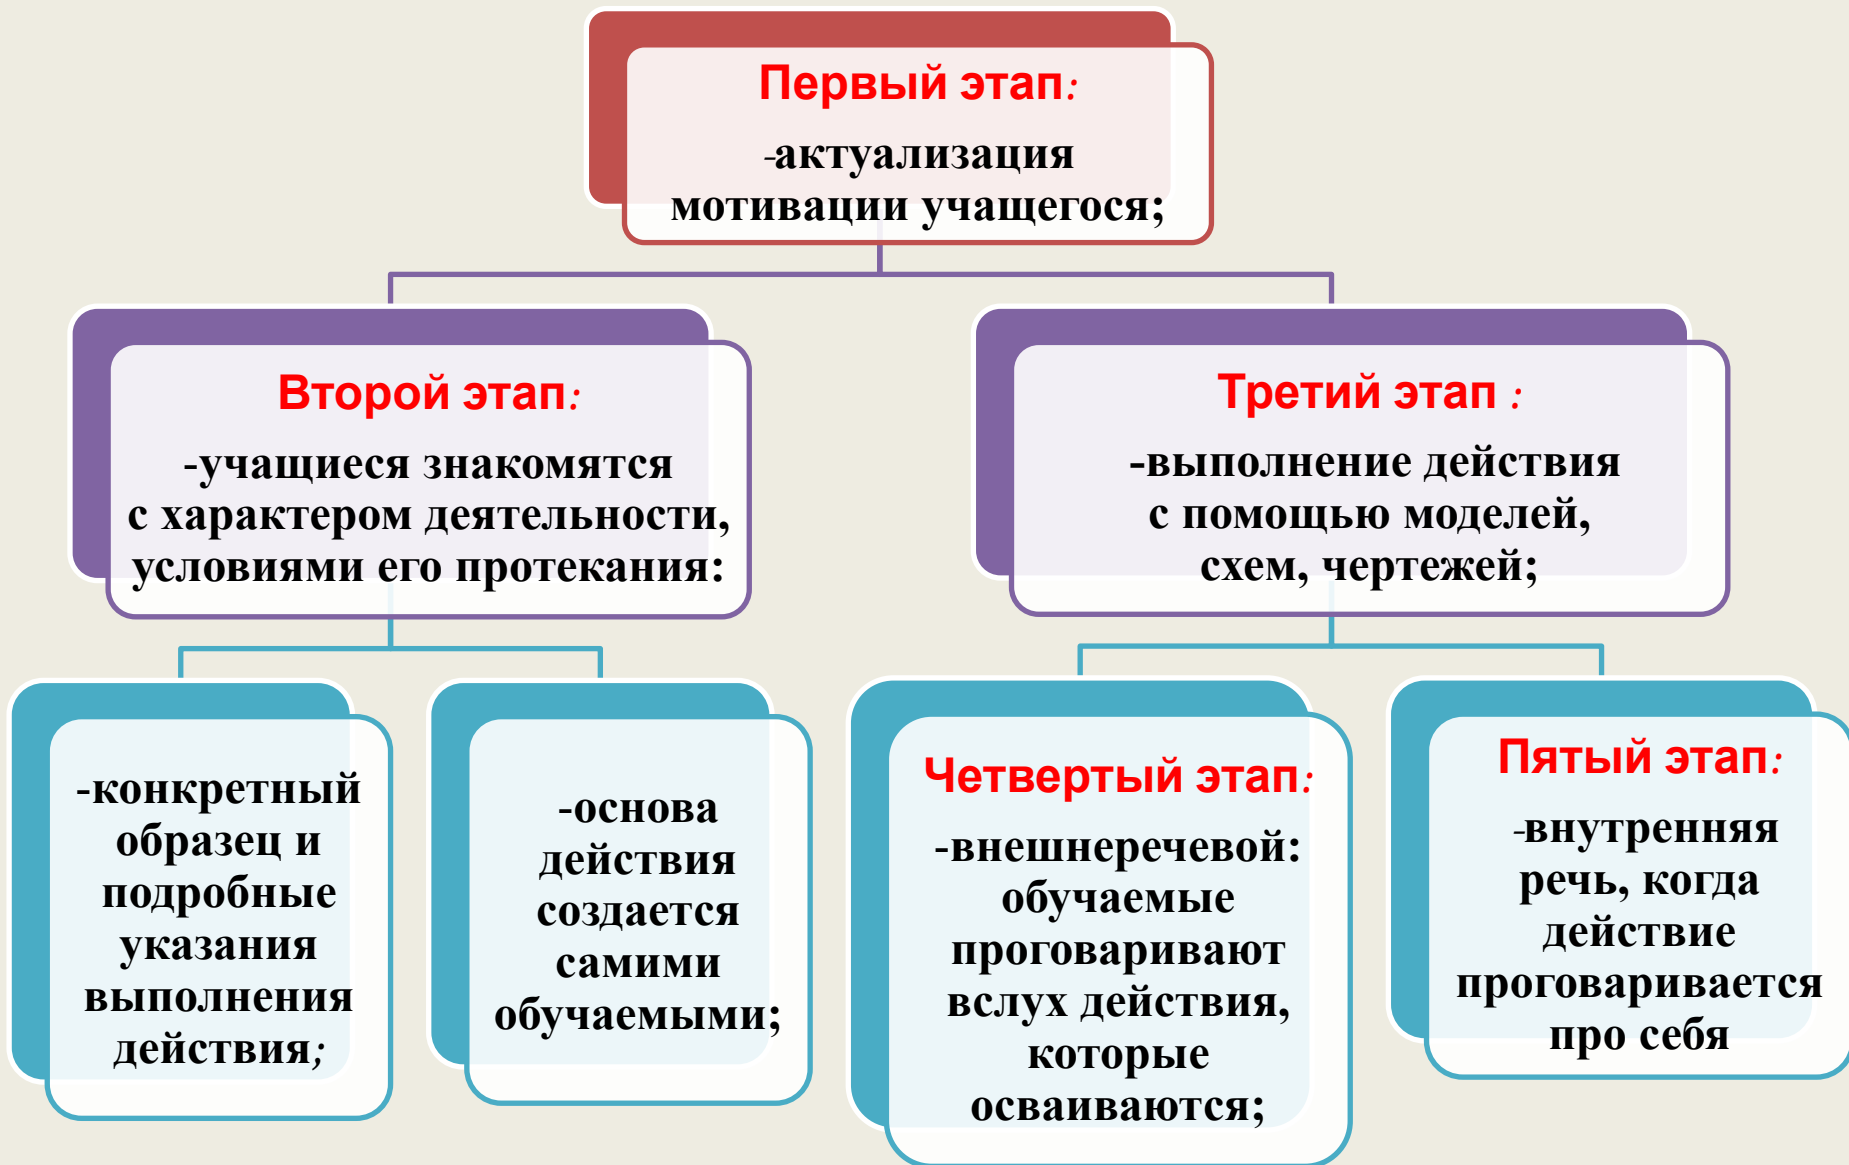 Первый этап:
-актуализация
мотивации учащегося;
Второй этап:
-учащиеся знакомятся
с характером деятельности,
условиями его протекания:
Третий этап :
-выполнение действия
с помощью моделей,
схем, чертежей;
-конкретный
образец и
подробные
указания
выполнения
действия;
-основа
действия
создается
самими
обучаемыми;
Четвертый этап:
-внешнеречевой:
обучаемые
проговаривают
вслух действия,
которые
осваиваются;
Пятый этап:
-внутренняя
речь, когда
действие
проговаривается
про себя